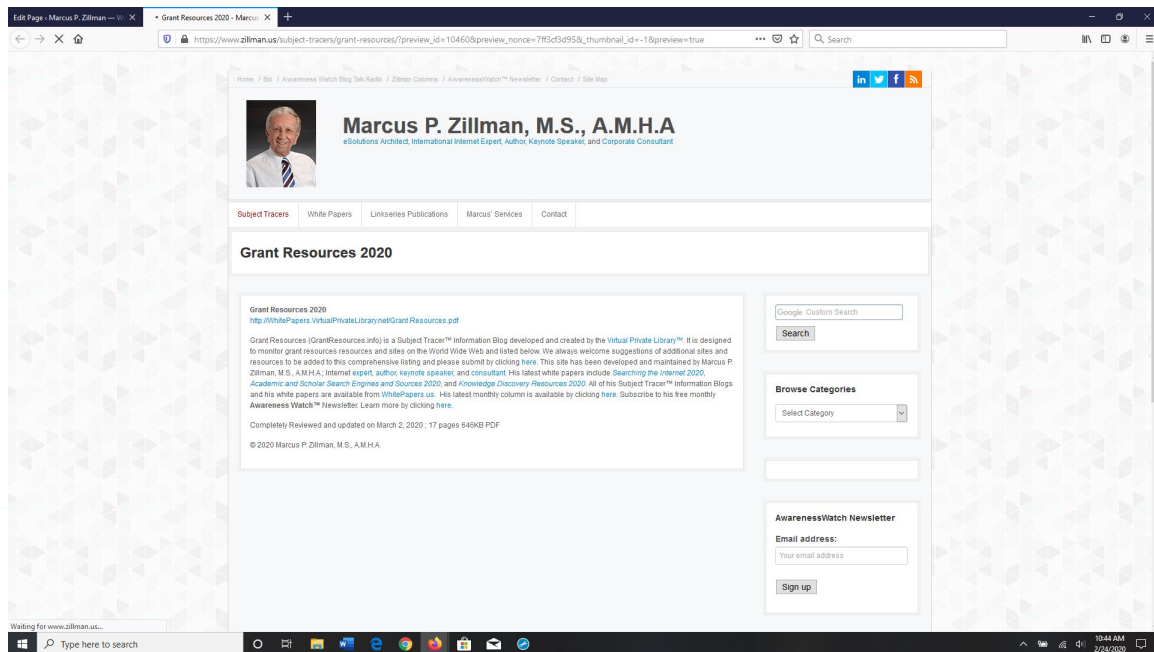 Edit Page ‹ Marcus P. Zillman — W
• Grant Resources 2020 - Marcus
https://www.zillman.us/subject-tracers/grant-resources/?preview_id=10460&preview_nonce=7ff3cf3d95&_thumbnail_id=-1&preview=true
Search
Home / Bio / Awareness Watch Blog Talk Radio / Zillman Columns / AwarenessWatch™ Newsletter / Contact / Site Map
Marcus P. Zillman, M.S., A.M.H.A
eSolutions Architect, International Internet Expert, Author, Keynote Speaker, and Corporate Consultant
Subject Tracers White Papers Linkseries Publications Marcus' Services Contact
Grant Resources 2020
Grant Resources 2020
http://WhitePapers.VirtualPrivateLibrary.net/Grant Resources.pdf
Grant Resources (GrantResources.info) is a Subject Tracer™ Information Blog developed and created by the Virtual Private Library™. It is designed
to monitor grant resources resources and sites on the World Wide Web and listed below. We always welcome suggestions of additional sites and
resources to be added to this comprehensive listing and please submit by clicking here. This site has been developed and maintained by Marcus P.
Zillman, M.S., A.M.H.A.; Internet expert, author, keynote speaker, and consultant. His latest white papers include Searching the Internet 2020,
Academic and Scholar Search Engines and Sources 2020, and Knowledge Discovery Resources 2020. All of his Subject Tracer™ Information Blogs
and his white papers are available from WhitePapers.us. His latest monthly column is available by clicking here. Subscribe to his free monthly
Awareness Watch™ Newsletter. Learn more by clicking here.
Completely Reviewed and updated on March 2, 2020 ; 17 pages 646KB PDF
© 2020 Marcus P. Zillman, M.S., A.M.H.A.
Google Custom Search
Search
Browse Categories
Select Category
AwarenessWatch Newsletter
Email address:
Your email address
Sign up
Waiting for www.zillman.us...
Type here to search
10:44 AM
2/24/2020